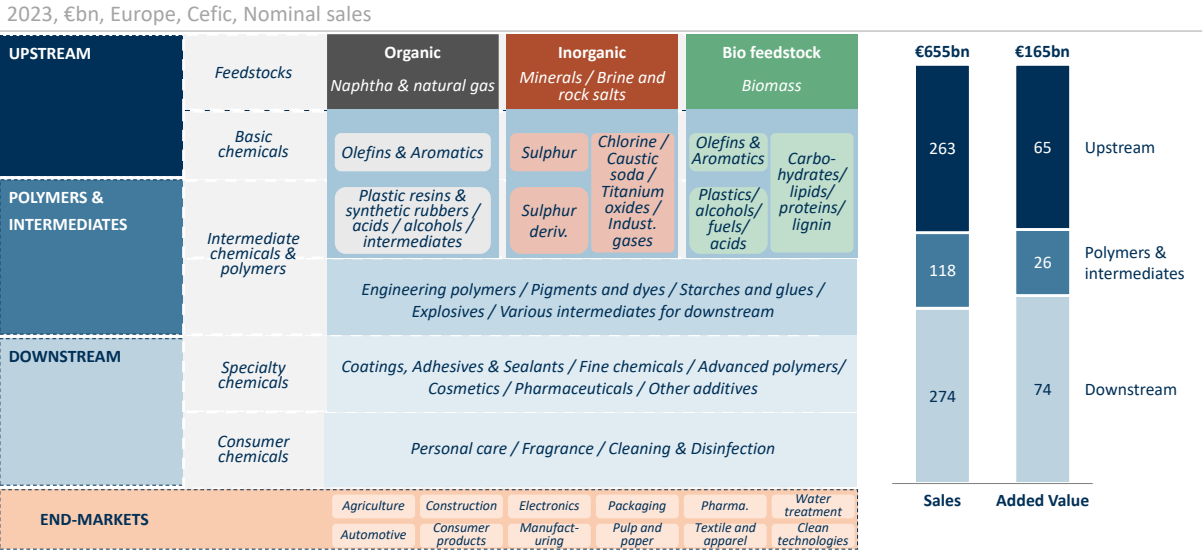 2023, €bn, Europe, Cefic, Nominal sales
UPSTREAM
Feedstocks
Organic
Naphtha & natural gas
Inorganic
Minerals / Brine and
rock salts
Bio feedstock
Biomass
Basic
chemicals
Olefins & Aromatics
Sulphur
Chlorine /
Caustic
soda /
Titanium
oxides /
Indust.
gases
Olefins &
Aromatics
Carbo-
hydrates/
lipids/
proteins/
lignin
POLYMERS &
INTERMEDIATES
Intermediate
chemicals &
polymers
Plastic resins &
synthetic rubbers /
acids / alcohols /
intermediates
Sulphur
deriv.
Plastics/
alcohols/
fuels/
acids
Engineering polymers / Pigments and dyes / Starches and glues /
Explosives / Various intermediates for downstream
DOWNSTREAM
Specialty
chemicals
Coatings, Adhesives & Sealants / Fine chemicals / Advanced polymers/
Cosmetics / Pharmaceuticals / Other additives
Consumer
chemicals
Personal care / Fragrance / Cleaning & Disinfection
END-MARKETS
Agriculture
Construction
Electronics
Packaging
Pharma.
Water
treatment
Automotive
Consumer
products
Manufact-
uring
Pulp and
paper
Textile and
apparel
Clean
technologies
€655bn
€165bn
263
65
Upstream
118
26
Polymers &
intermediates
274
74
Downstream
Sales
Added Value